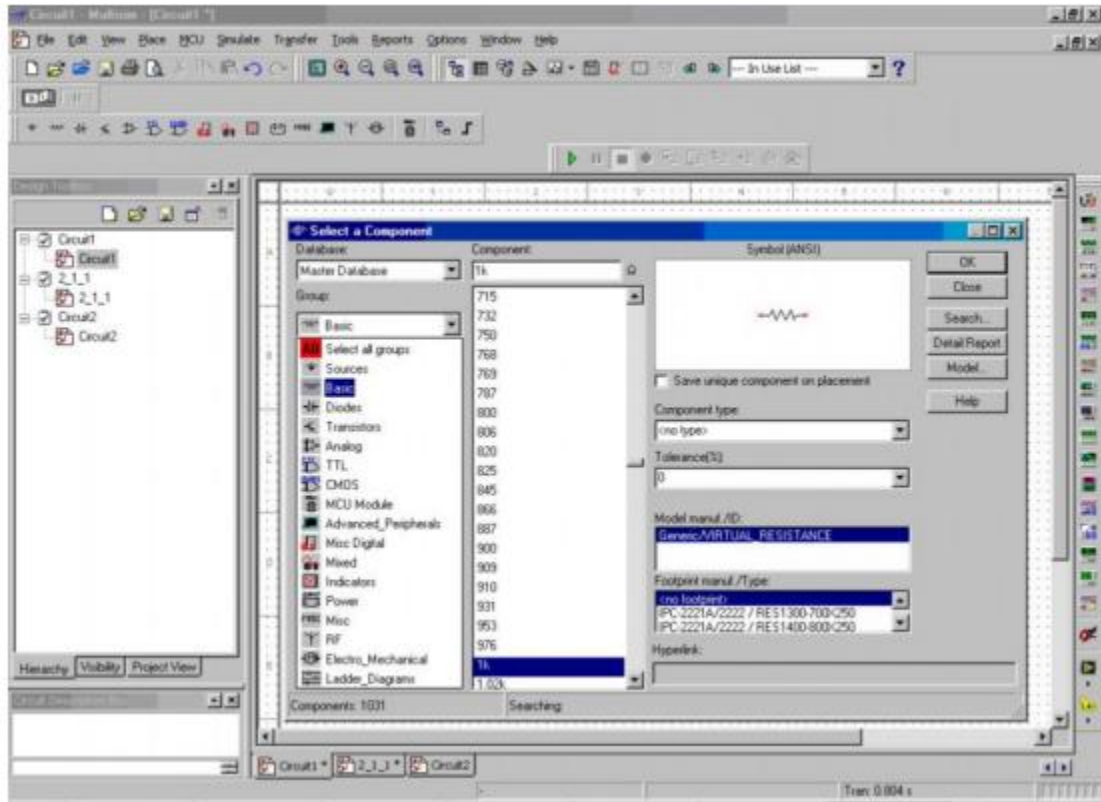 Circuit1 - Multisim - [Circuit1 *]
File Edit View Place MCU Simulate Transfer Tools Reports Options Window Help
--- In Use List ---
Design Toolbox
Circuit1
Circuit1
2_1_1
2_1_1
Circuit2
Circuit2
Hierarchy Visibility Project View
Select a Component
Database:
Master Database
Group:
Basic
Select all groups
Sources
Basic
Diodes
Transistors
Analog
TTL
CMOS
MCU Module
Advanced_Peripherals
Misc Digital
Mixed
Indicators
Power
Misc
RF
Electro_Mechanical
Ladder_Diagrams
Component:
1k
Ω
715
732
750
768
769
787
800
806
820
825
845
866
887
900
909
910
931
953
976
1k
1.02k
Symbol (ANSI)
Save unique component on placement
Component type:
<no type>
Tolerance(%):
0
Model manuf./ID:
Generic/VIRTUAL_RESISTANCE
Footprint manuf./Type:
<no footprint>
IPC-2221A/2222 / RES1300-700X250
IPC-2221A/2222 / RES1400-800X250
Hyperlink:
OK
Close
Search...
Detail Report
Model...
Help
Components: 1031
Searching:
Circuit1 * 2_1_1 * Circuit2
Tran: 0.804 s